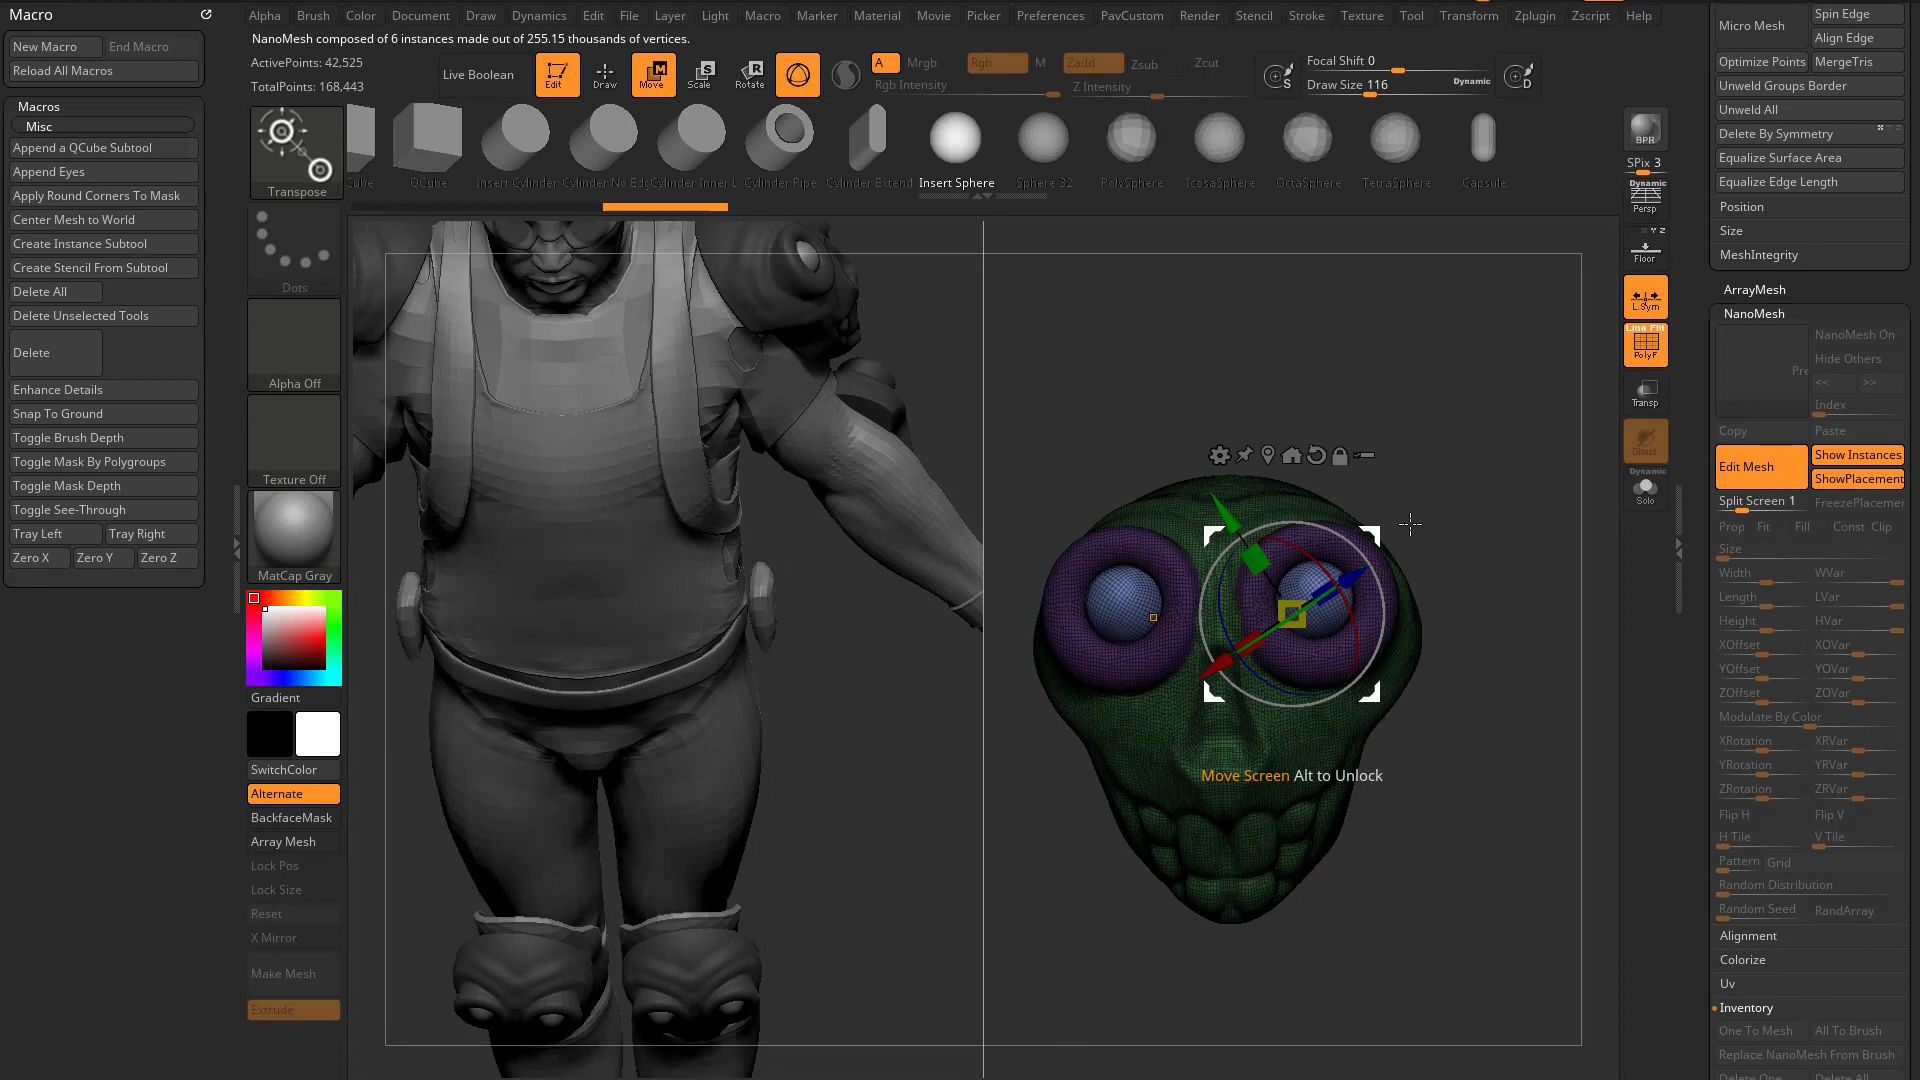 Macro
New Macro End Macro
Reload All Macros
Macros
Misc
Append a QCube Subtool
Append Eyes
Apply Round Corners To Mask
Center Mesh to World
Create Instance Subtool
Create Stencil From Subtool
Delete All
Delete Unselected Tools
Delete
Enhance Details
Snap To Ground
Toggle Brush Depth
Toggle Mask By Polygroups
Toggle Mask Depth
Toggle See-Through
Tray Left Tray Right
Zero X Zero Y Zero Z
Alpha Brush Color Document Draw Dynamics Edit File Layer Light Macro Marker Material Movie Picker Preferences PavCustom Render Stencil Stroke Texture Tool Transform Zplugin Zscript Help
NanoMesh composed of 6 instances made out of 255.15 thousands of vertices.
ActivePoints: 42,525
TotalPoints: 168,443
Live Boolean
Edit Draw Move Scale Rotate
A Mrgb Rgb M Zadd Zsub Zcut
Rgb Intensity Z Intensity
Focal Shift 0
Draw Size 116 Dynamic
S D
Transpose
Cube QCube Insert Cylinder Cylinder No Edg Cylinder Inner L Cylinder Pipe Cylinder Extend Insert Sphere Sphere 32 PolySphere IcosaSphere OctaSphere TetraSphere Capsule
Dots
Alpha Off
Texture Off
MatCap Gray
Gradient
SwitchColor
Alternate
BackfaceMask
Array Mesh
Lock Pos
Lock Size
Reset
X Mirror
Make Mesh
Extrude
Move Screen Alt to Unlock
BPR
SPix 3
Dynamic
Persp
Floor
L.Sym
Line Fill
PolyF
Transp
Ghost
Dynamic
Solo
Micro Mesh Spin Edge
Align Edge
Optimize Points MergeTris
Unweld Groups Border
Unweld All
Delete By Symmetry
Equalize Surface Area
Equalize Edge Length
Position
Size
MeshIntegrity
ArrayMesh
NanoMesh
NanoMesh On
Hide Others
Pre << >>
Index
Copy Paste
Edit Mesh Show Instances
ShowPlacement
Split Screen 1 FreezePlacemen
Prop Fit Fill Const Clip
Size
Width WVar
Length LVar
Height HVar
XOffset XOVar
YOffset YOVar
ZOffset ZOVar
Modulate By Color
XRotation XRVar
YRotation YRVar
ZRotation ZRVar
Flip H Flip V
H Tile V Tile
Pattern Grid
Random Distribution
Random Seed RandArray
Alignment
Colorize
Uv
Inventory
One To Mesh All To Brush
Replace NanoMesh From Brush
Delete One Delete All